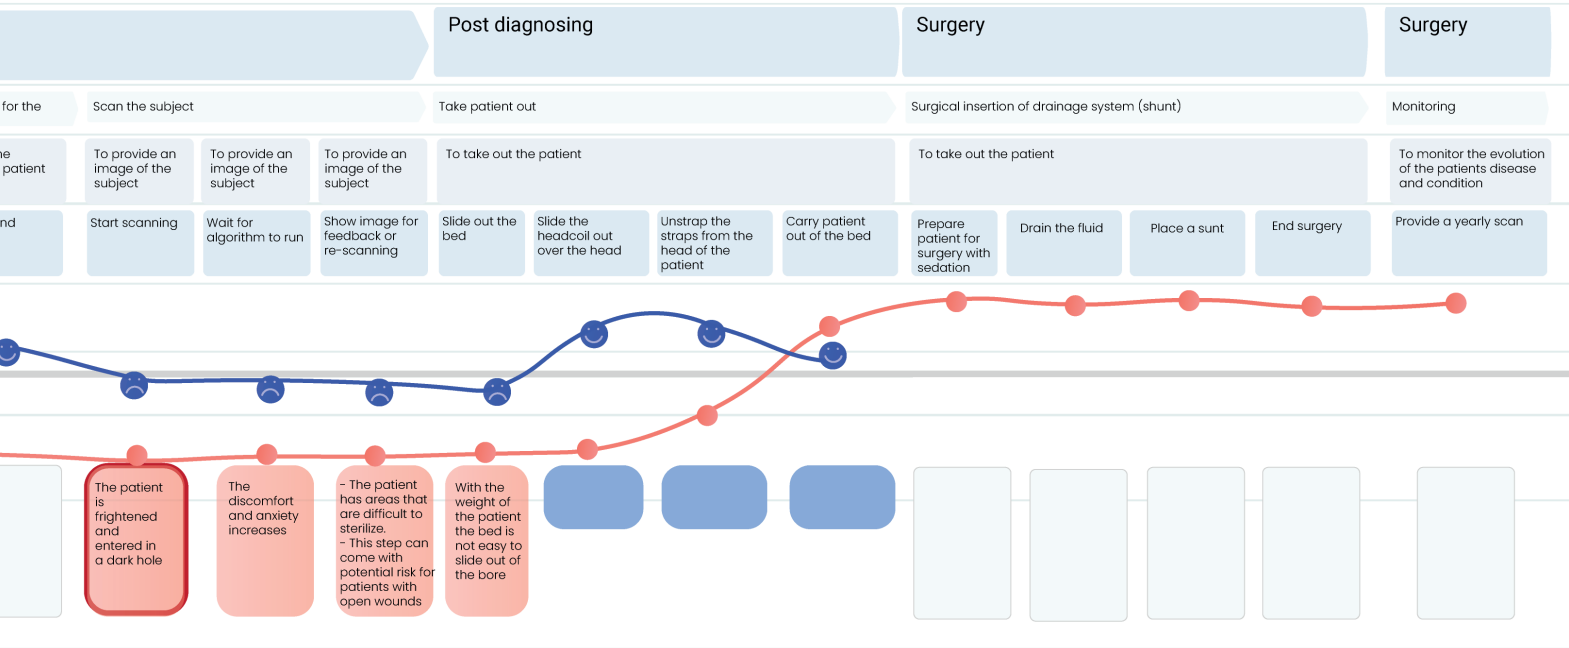 Post diagnosing
Surgery
Surgery
for the
Scan the subject
Take patient out
Surgical insertion of drainage system (shunt)
Monitoring
patient
To provide an
image of the
subject
To provide an
image of the
subject
To provide an
image of the
subject
To take out the patient
To take out the patient
To monitor the evolution
of the patients disease
and condition
Start scanning
Wait for
algorithm to run
Show image for
feedback or
re-scanning
Slide out the
bed
Slide the
headcoil out
over the head
Unstrap the
straps from the
head of the
patient
Carry patient
out of the bed
Prepare
patient for
surgery with
sedation
Drain the fluid
Place a sunt
End surgery
Provide a yearly scan
The patient
is
frightened
and
entered in
a dark hole
The
discomfort
and anxiety
increases
- The patient
has areas that
are difficult to
sterilize.
- This step can
come with
potential risk for
patients with
open wounds
With the
weight of
the patient
the bed is
not easy to
slide out of
the bore